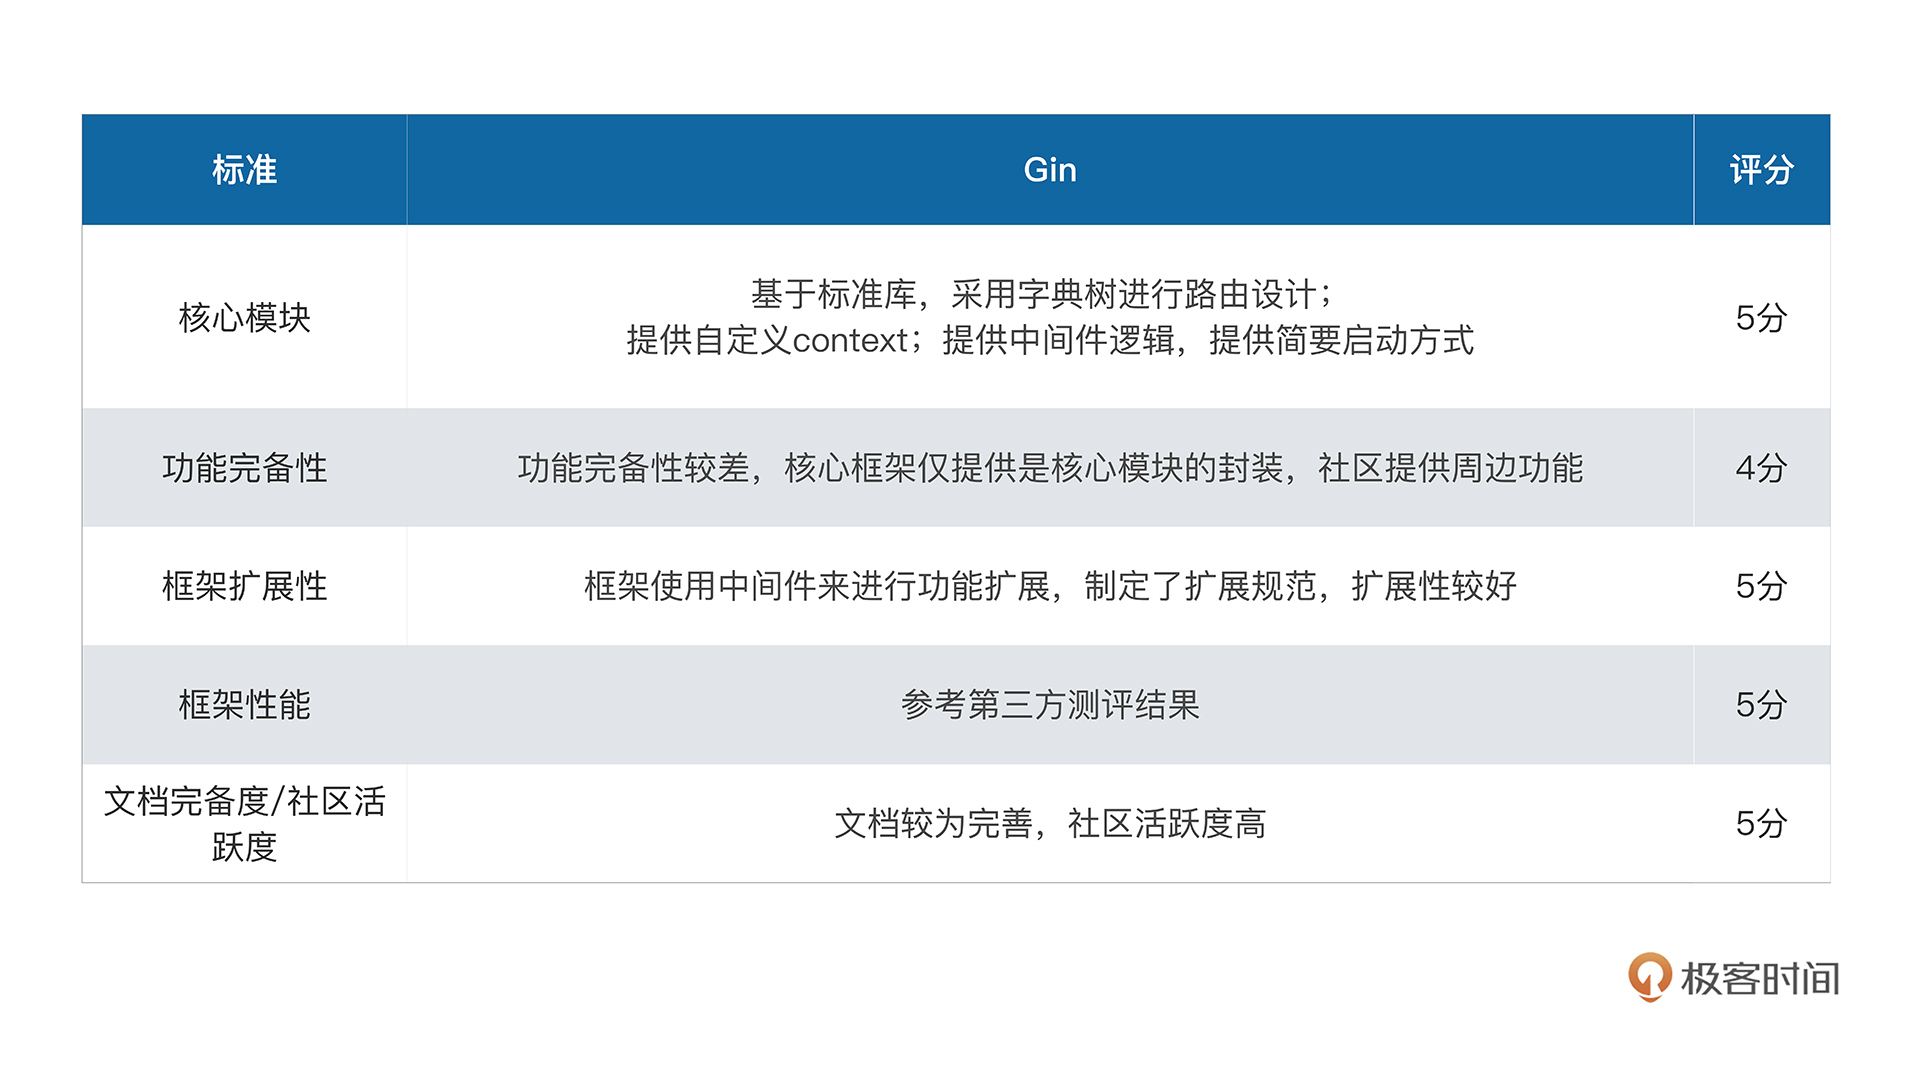 标准
Gin
评分
核心模块
基于标准库，采用字典树进行路由设计；
提供自定义context；提供中间件逻辑，提供简要启动方式
5分
功能完备性
功能完备性较差，核心框架仅提供是核心模块的封装，社区提供周边功能
4分
框架扩展性
框架使用中间件来进行功能扩展，制定了扩展规范，扩展性较好
5分
框架性能
参考第三方测评结果
5分
文档完备度/社区活
跃度
文档较为完善，社区活跃度高
5分
极客时间